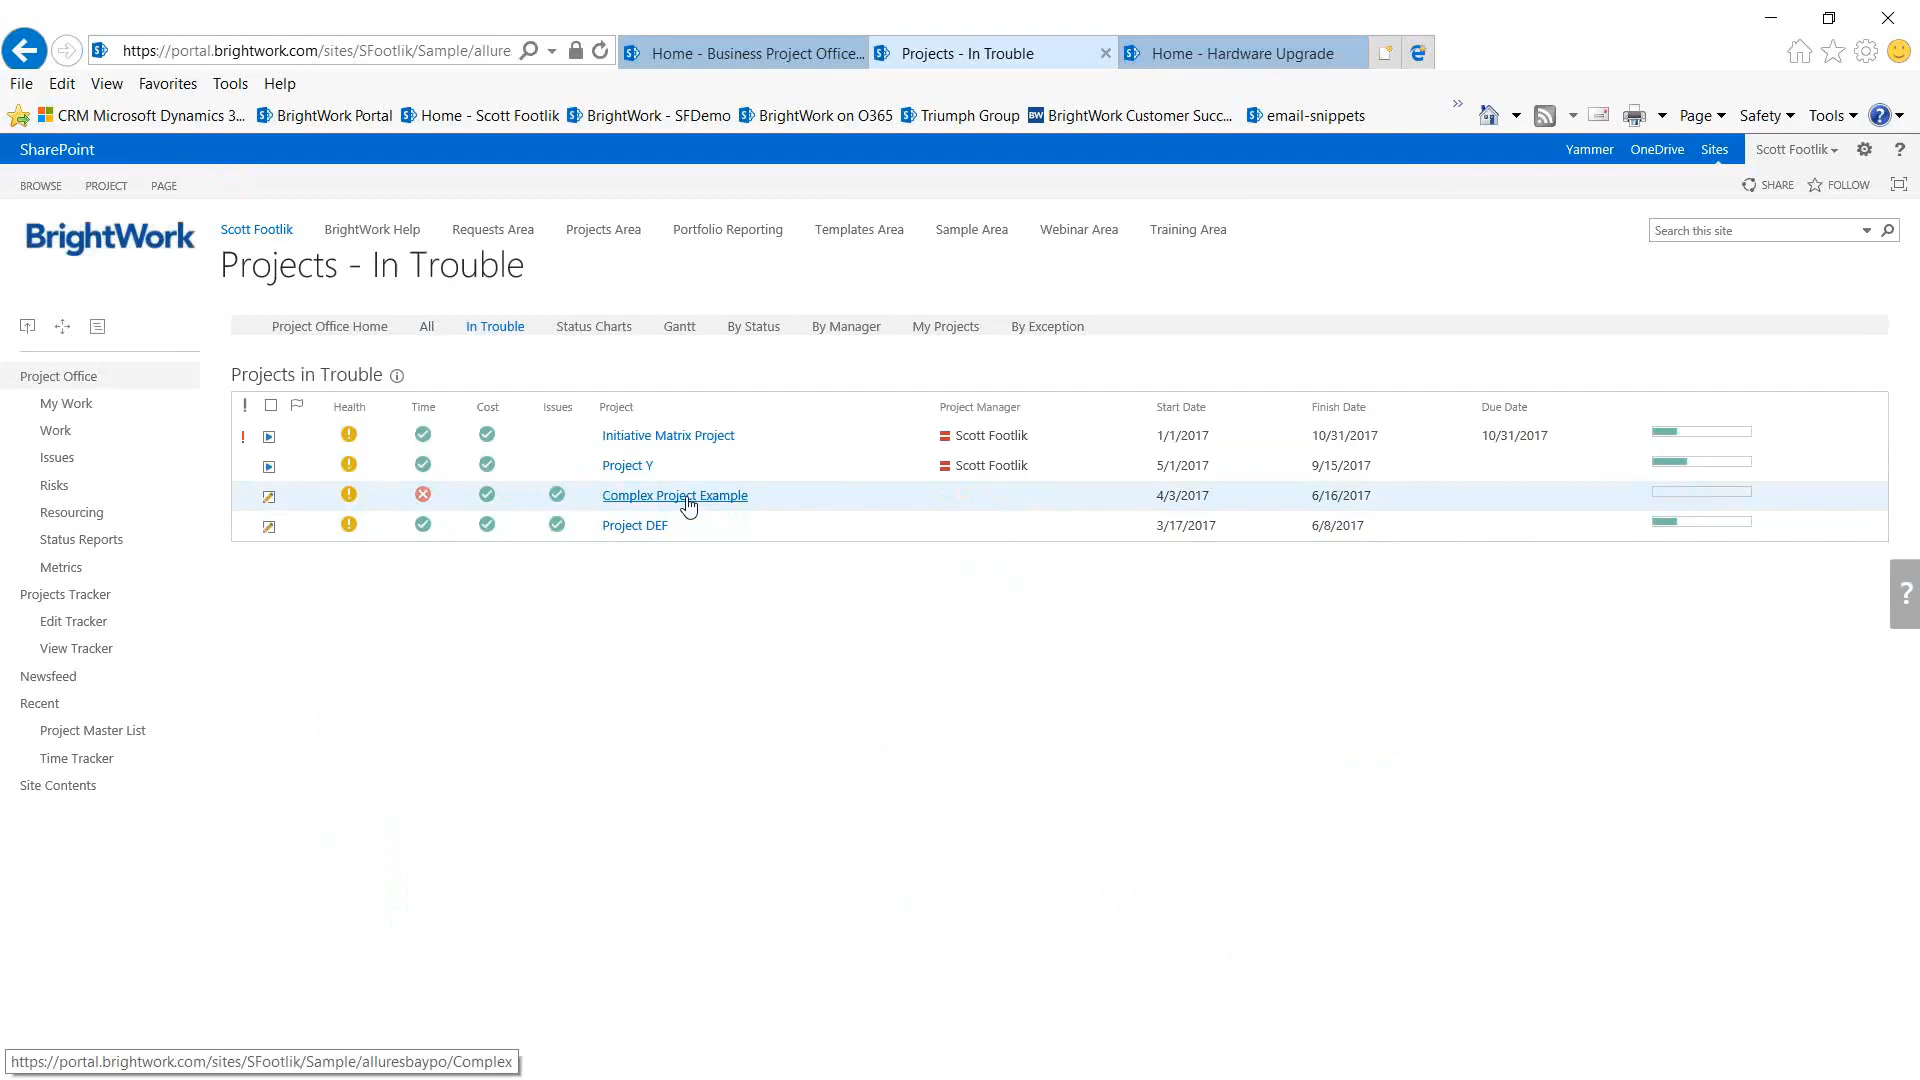 https://portal.brightwork.com/sites/SFootlik/Sample/allure
Home - Business Project Office...
Projects - In Trouble
Home - Hardware Upgrade
File Edit View Favorites Tools Help
CRM Microsoft Dynamics 3...
BrightWork Portal
Home - Scott Footlik
BrightWork - SFDemo
BrightWork on O365
Triumph Group
BW BrightWork Customer Succ...
email-snippets
Page Safety Tools
SharePoint
Yammer OneDrive Sites Scott Footlik ?
BROWSE PROJECT PAGE
SHARE FOLLOW
BrightWork
Scott Footlik BrightWork Help Requests Area Projects Area Portfolio Reporting Templates Area Sample Area Webinar Area Training Area
Search this site
Projects - In Trouble
Project Office Home All In Trouble Status Charts Gantt By Status By Manager My Projects By Exception
Project Office
My Work
Work
Issues
Risks
Resourcing
Status Reports
Metrics
Projects Tracker
Edit Tracker
View Tracker
Newsfeed
Recent
Project Master List
Time Tracker
Site Contents
Projects in Trouble
Health Time Cost Issues Project Project Manager Start Date Finish Date Due Date
Initiative Matrix Project Scott Footlik 1/1/2017 10/31/2017 10/31/2017
Project Y Scott Footlik 5/1/2017 9/15/2017
Complex Project Example 4/3/2017 6/16/2017
Project DEF 3/17/2017 6/8/2017
?
https://portal.brightwork.com/sites/SFootlik/Sample/alluresbaypo/Complex